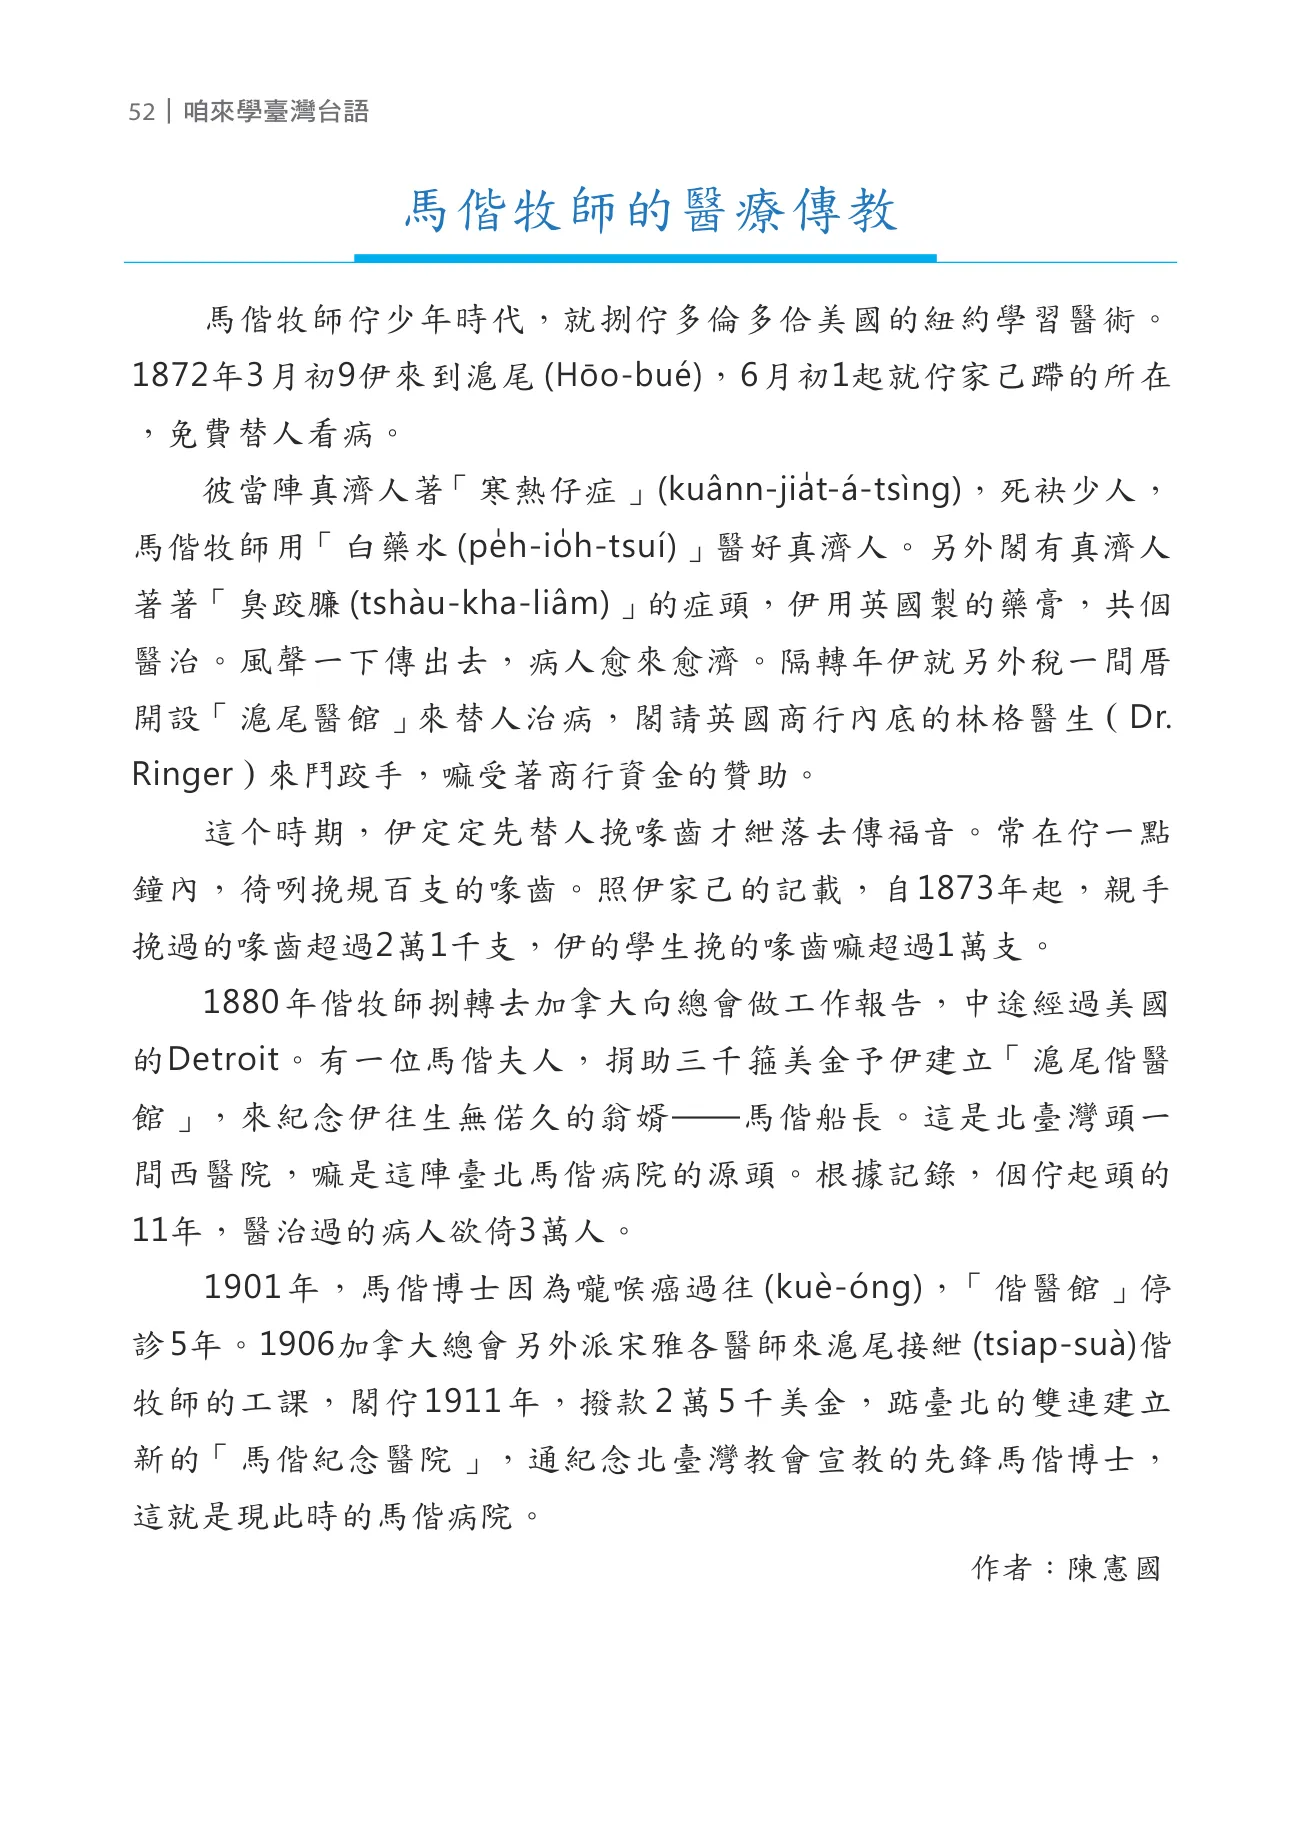 52｜咱來學臺灣台語
馬偕牧師的醫療傳教
馬偕牧師佇少年時代，就捌佇多倫多佮美國的紐約學習醫術。
1872年3月初9伊來到滬尾 (Hōo-bué)，6月初1起就佇家己蹛的所在
，免費替人看病。
彼當陣真濟人著「寒熱仔症」(kuânn-jia̍t-á-tsìng)，死袂少人，
馬偕牧師用「白藥水 (pe̍h-io̍h-tsuí)」醫好真濟人。另外閣有真濟人
著著「臭跤臁 (tshàu-kha-liâm)」的症頭，伊用英國製的藥膏，共𪜶
醫治。風聲一下傳出去，病人愈來愈濟。隔轉年伊就另外稅一間厝
開設「滬尾醫館」來替人治病，閣請英國商行內底的林格醫生（Dr.
Ringer）來鬥跤手，嘛受著商行資金的贊助。
這个時期，伊定定先替人挽喙齒才紲落去傳福音。常在佇一點
鐘內，徛咧挽規百支的喙齒。照伊家己的記載，自1873年起，親手
挽過的喙齒超過2萬1千支，伊的學生挽的喙齒嘛超過1萬支。
1880年偕牧師捌轉去加拿大向總會做工作報告，中途經過美國
的Detroit。有一位馬偕夫人，捐助三千箍美金予伊建立「滬尾偕醫
館」，來紀念伊往生無偌久的翁婿——馬偕船長。這是北臺灣頭一
間西醫院，嘛是這陣臺北馬偕病院的源頭。根據記錄，𪜶佇起頭的
11年，醫治過的病人欲倚3萬人。
1901年，馬偕博士因為嚨喉癌過往 (kuè-óng)，「偕醫館」停
診5年。1906加拿大總會另外派宋雅各醫師來滬尾接紲 (tsiap-suà)偕
牧師的工課，閣佇1911年，撥款2萬5千美金，踮臺北的雙連建立
新的「馬偕紀念醫院」，通紀念北臺灣教會宣教的先鋒馬偕博士，
這就是現此時的馬偕病院。
作者：陳憲國